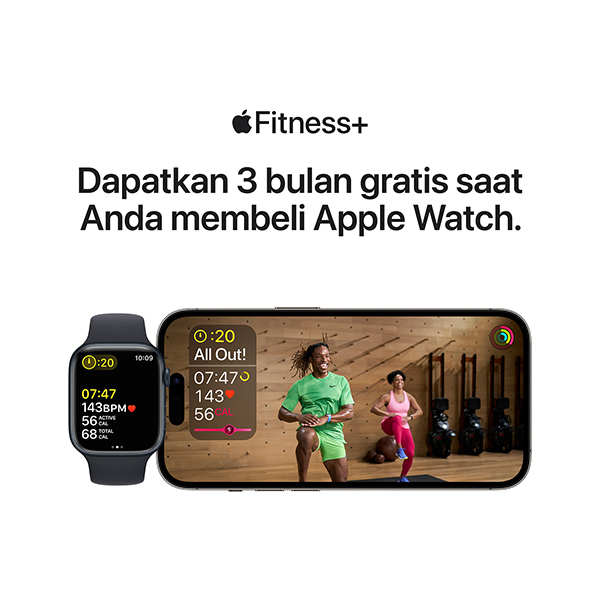 Fitness+
Dapatkan 3 bulan gratis saat
Anda membeli Apple Watch.
:20
10:09
07:47
143BPM
56 ACTIVE CAL
68 TOTAL CAL
:20
All Out!
07:47
143
56 CAL